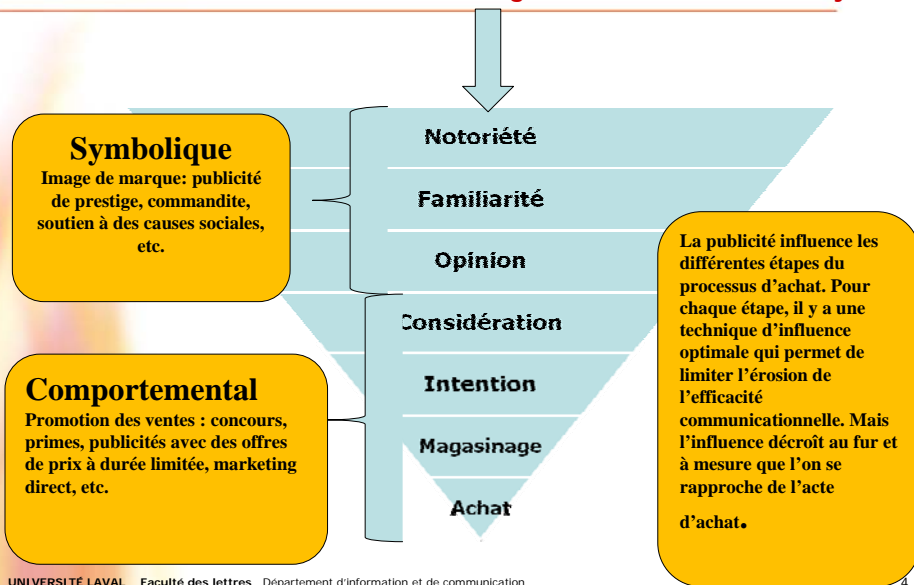 Symbolique
Image de marque: publicité
de prestige, commandite,
soutien à des causes sociales,
etc.
Notoriété
Familiarité
Opinion
Considération
Intention
Magasinage
Achat
Comportemental
Promotion des ventes : concours,
primes, publicités avec des offres
de prix à durée limitée, marketing
direct, etc.
La publicité influence les
différentes étapes du
processus d’achat. Pour
chaque étape, il y a une
technique d’influence
optimale qui permet de
limiter l’érosion de
l’efficacité
communicationnelle. Mais
l’influence décroît au fur et
à mesure que l’on se
rapproche de l’acte
d’achat.
UNIVERSITÉ LAVAL Faculté des lettres Département d'information et de communication
4